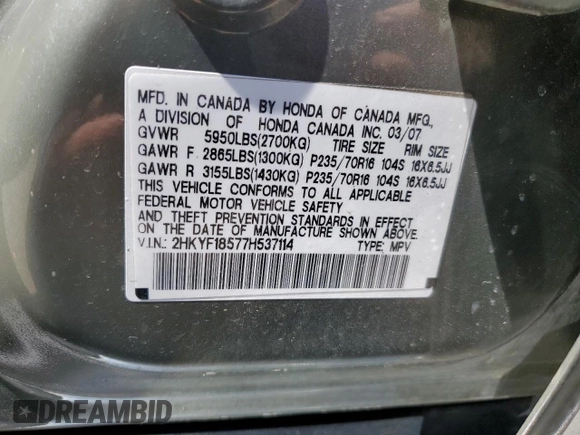 MFD. IN CANADA BY HONDA OF CANADA MFG.,
A DIVISION OF HONDA CANADA INC. 03/07
GVWR 5950LBS(2700KG) TIRE SIZE RIM SIZE
GAWR F 2865LBS(1300KG) P235/70R16 104S 16X6.5JJ
GAWR R 3155LBS(1430KG) P235/70R16 104S 16X6.5JJ
THIS VEHICLE CONFORMS TO ALL APPLICABLE
FEDERAL MOTOR VEHICLE SAFETY
AND THEFT PREVENTION STANDARDS IN EFFECT
ON THE DATE OF MANUFACTURE SHOWN ABOVE.
V.I.N.: 2HKYF18577H537114 TYPE: MPV
DREAMBID